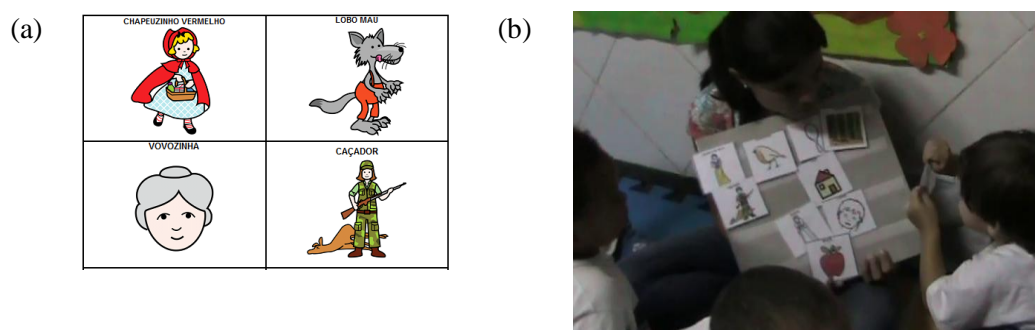 (a)
CHAPEUZINHO VERMELHO
LOBO MAU
VOVOZINHA
CAÇADOR
(b)